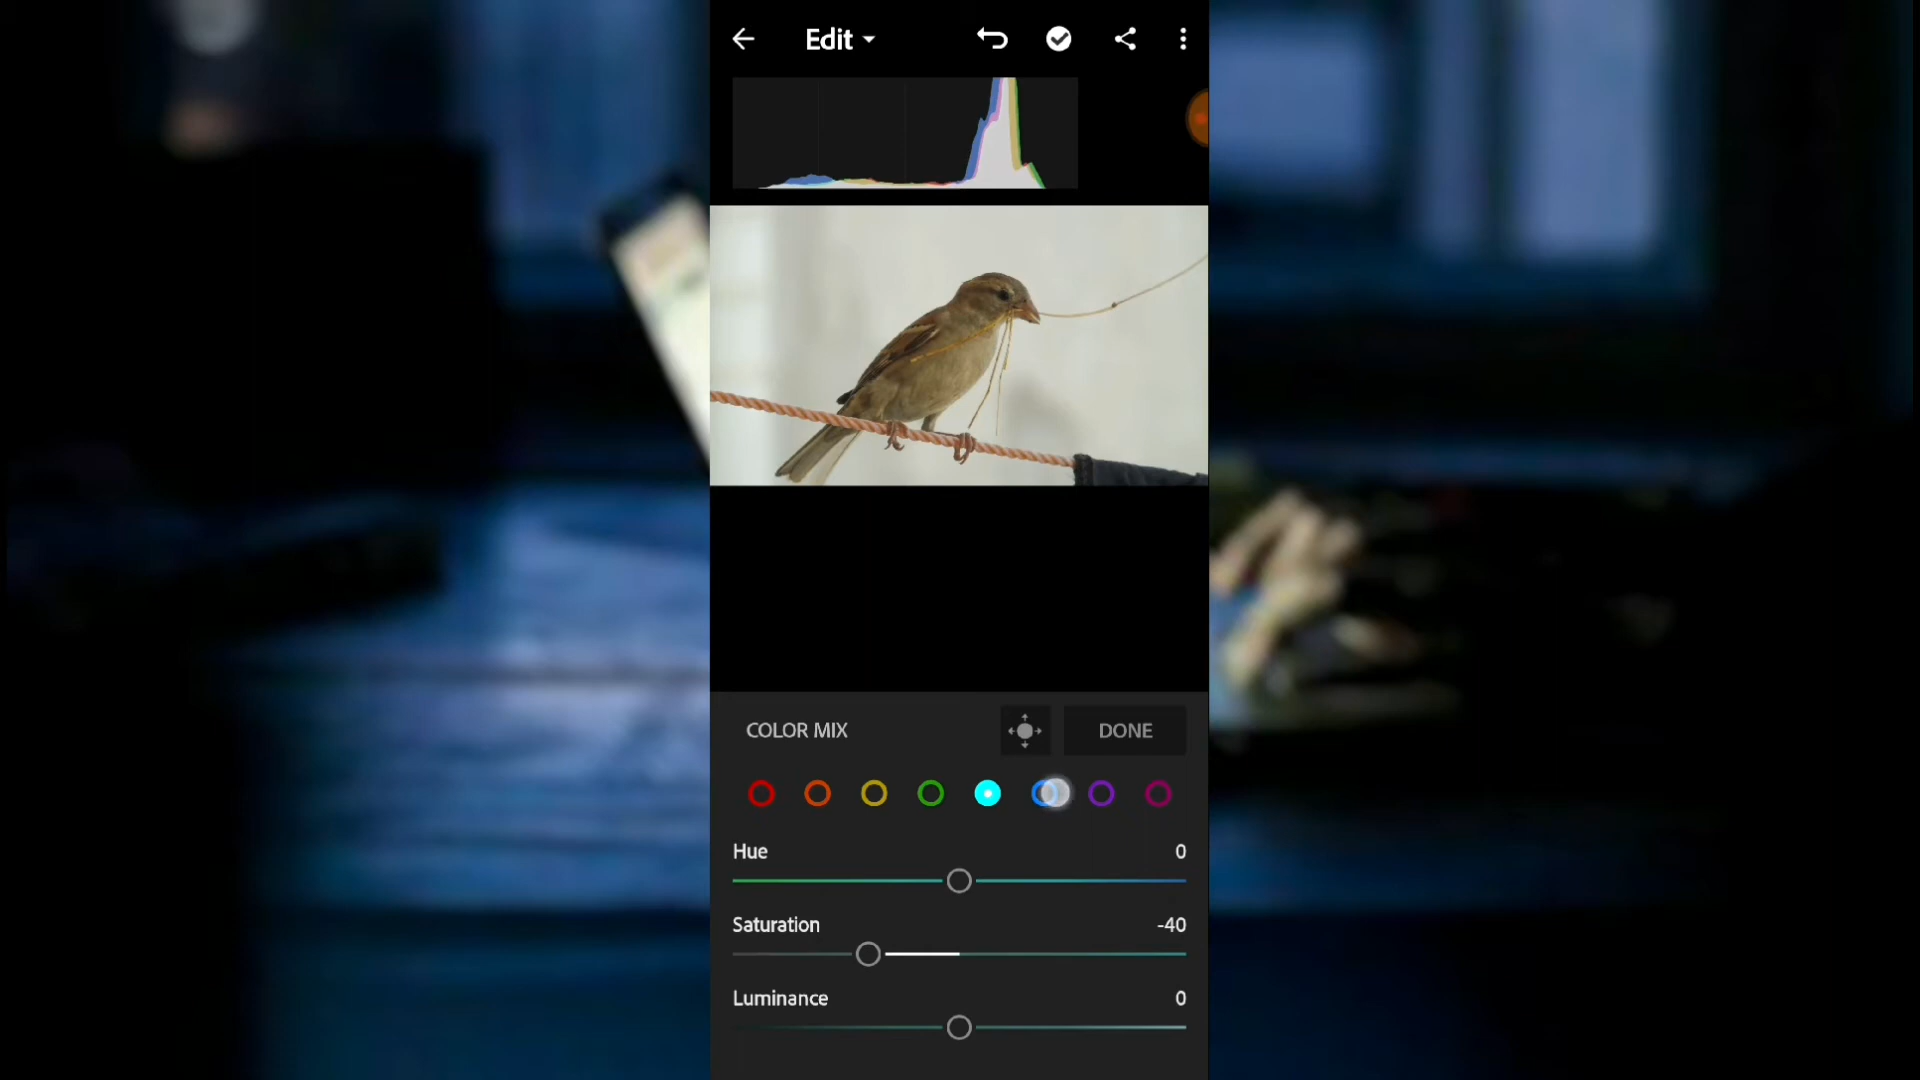 Edit
COLOR MIX
DONE
Hue 0
Saturation -40
Luminance 0